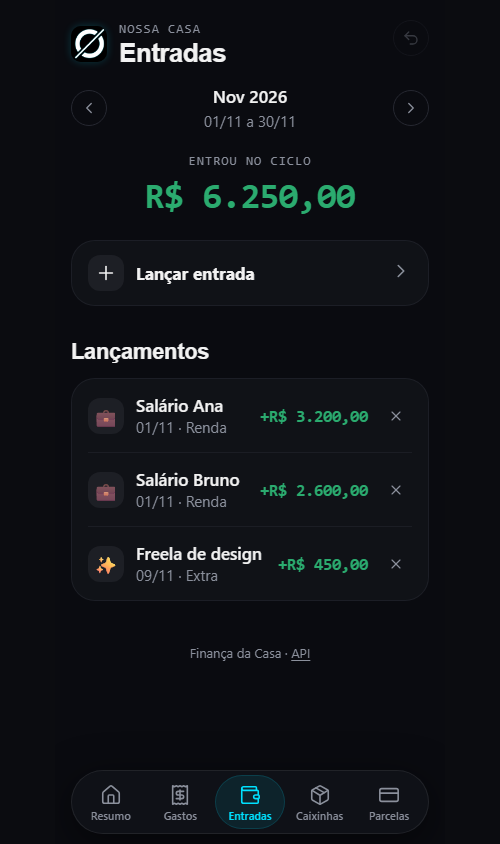 NOSSA CASA
Entradas
Nov 2026
01/11 a 30/11
ENTROU NO CICLO
R$ 6.250,00
Lançar entrada
Lançamentos
Salário Ana
01/11 · Renda
+R$ 3.200,00
Salário Bruno
01/11 · Renda
+R$ 2.600,00
Freela de design
09/11 · Extra
+R$ 450,00
Finança da Casa · API
Resumo
Gastos
Entradas
Caixinhas
Parcelas